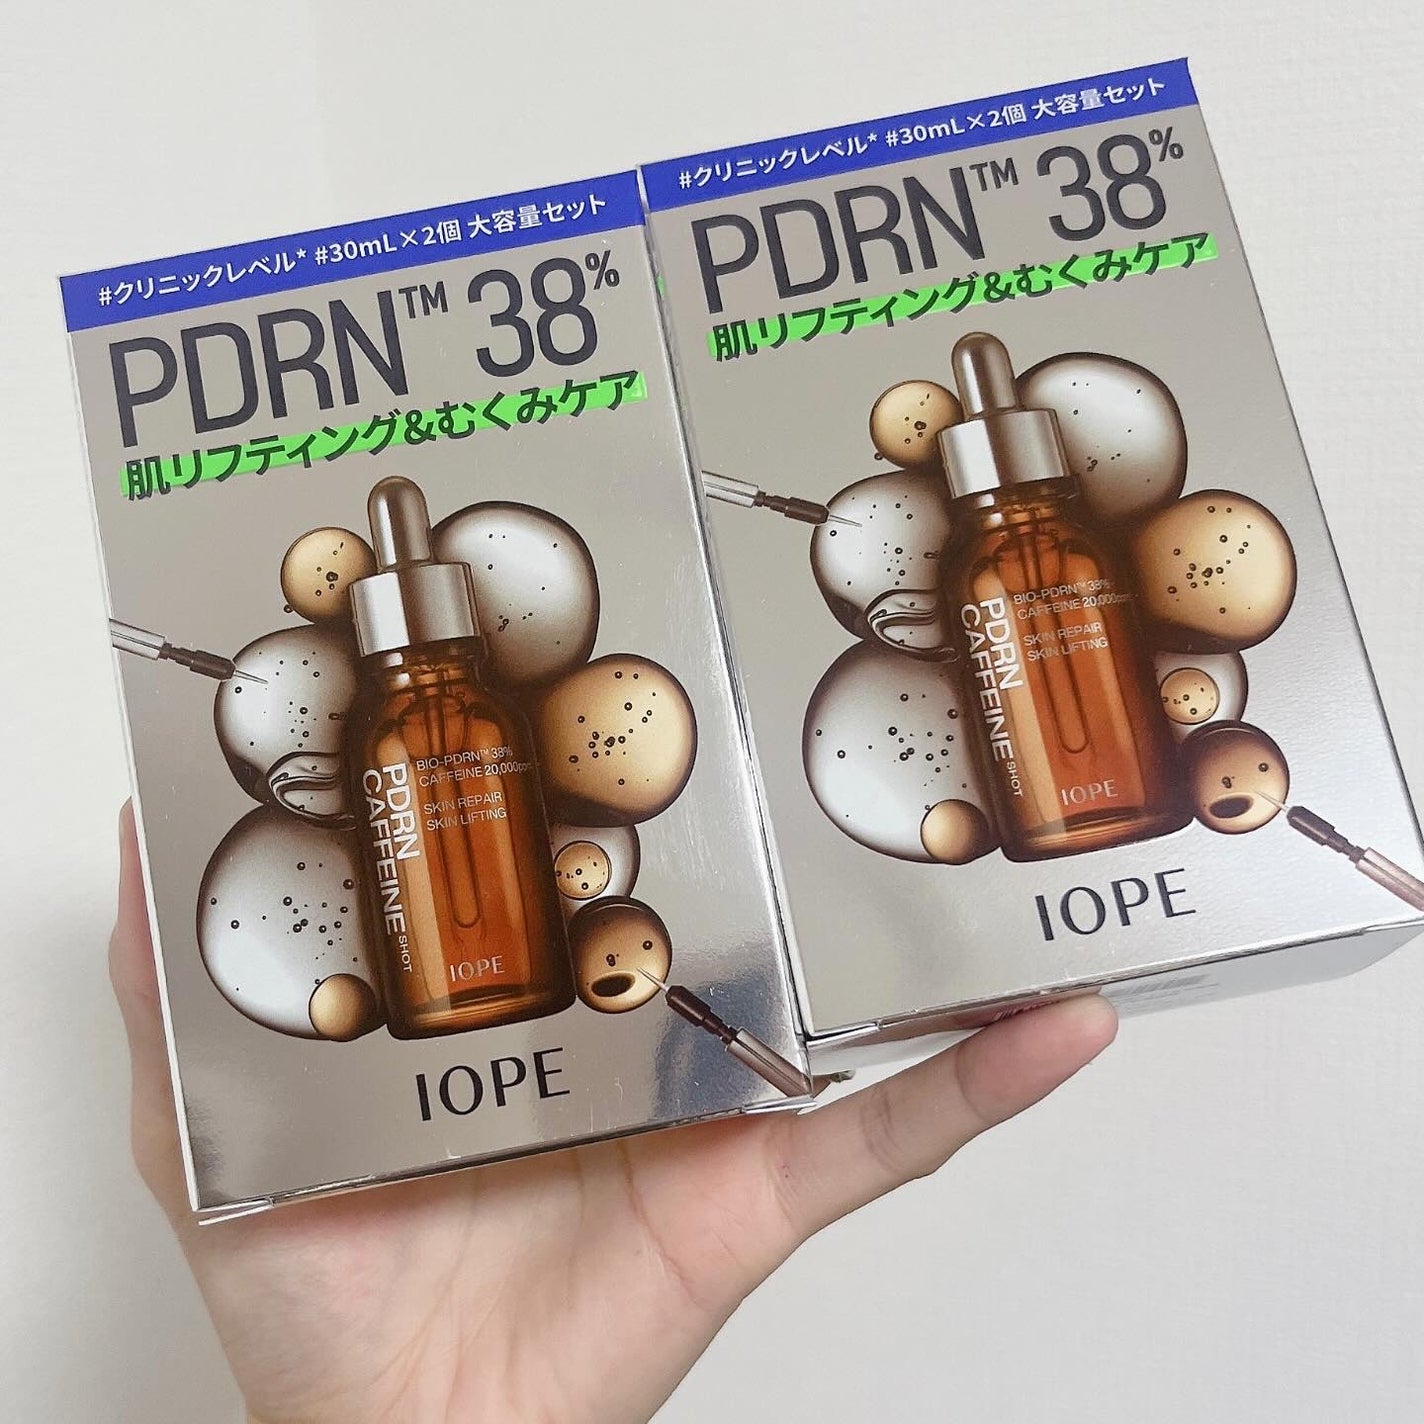 #クリニックレベル* #30mL×2個 大容量セット
PDRN™ 38%
肌リフティング&むくみケア
BIO-PDRN™ 38%
CAFFEINE 20,000ppm
SKIN REPAIR
SKIN LIFTING
PDRN
CAFFEINE SHOT
IOPE
IOPE
#クリニックレベル* #30mL×2個 大容量セット
PDRN™ 38%
肌リフティング&むくみケア
BIO-PDRN™ 38%
CAFFEINE 20,000ppm
SKIN REPAIR
SKIN LIFTING
PDRN
CAFFEINE SHOT
IOPE
IOPE